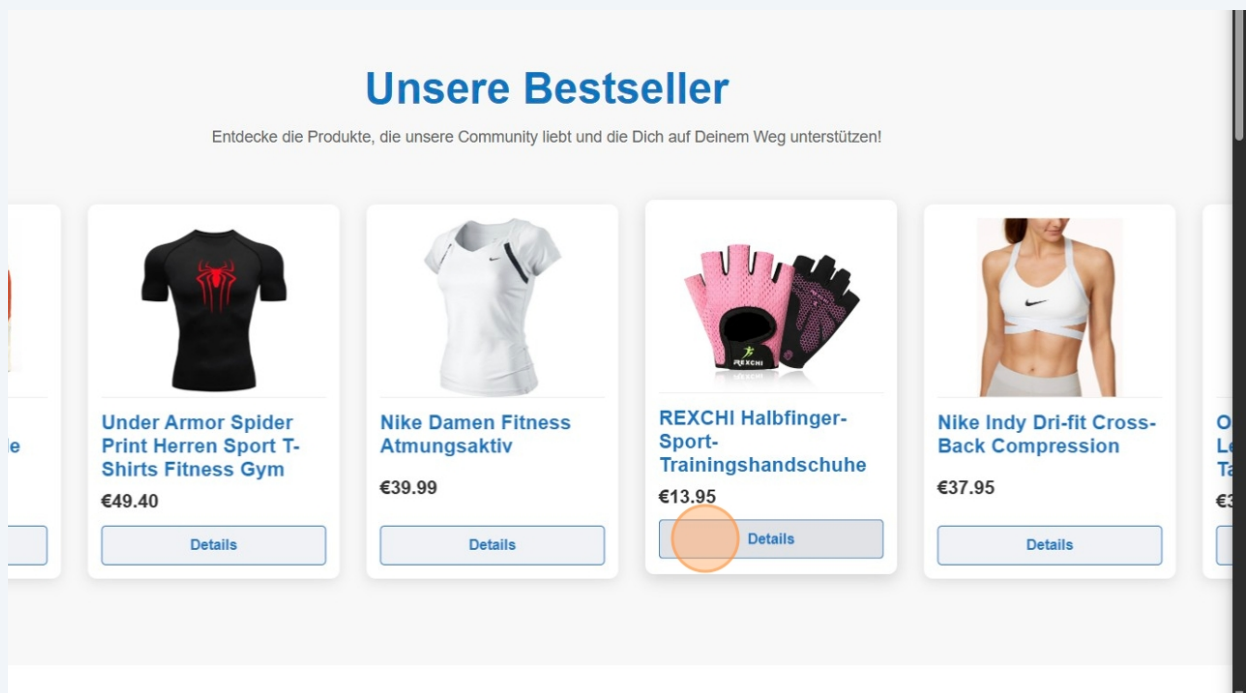 Unsere Bestseller
Entdecke die Produkte, die unsere Community liebt und die Dich auf Deinem Weg unterstützen!
REXCHI
Under Armor Spider
Print Herren Sport T-
Shirts Fitness Gym
€49.40
Details
Nike Damen Fitness
Atmungsaktiv
€39.99
Details
REXCHI Halbfinger-
Sport-
Trainingshandschuhe
€13.95
Details
Nike Indy Dri-fit Cross-
Back Compression
€37.95
Details